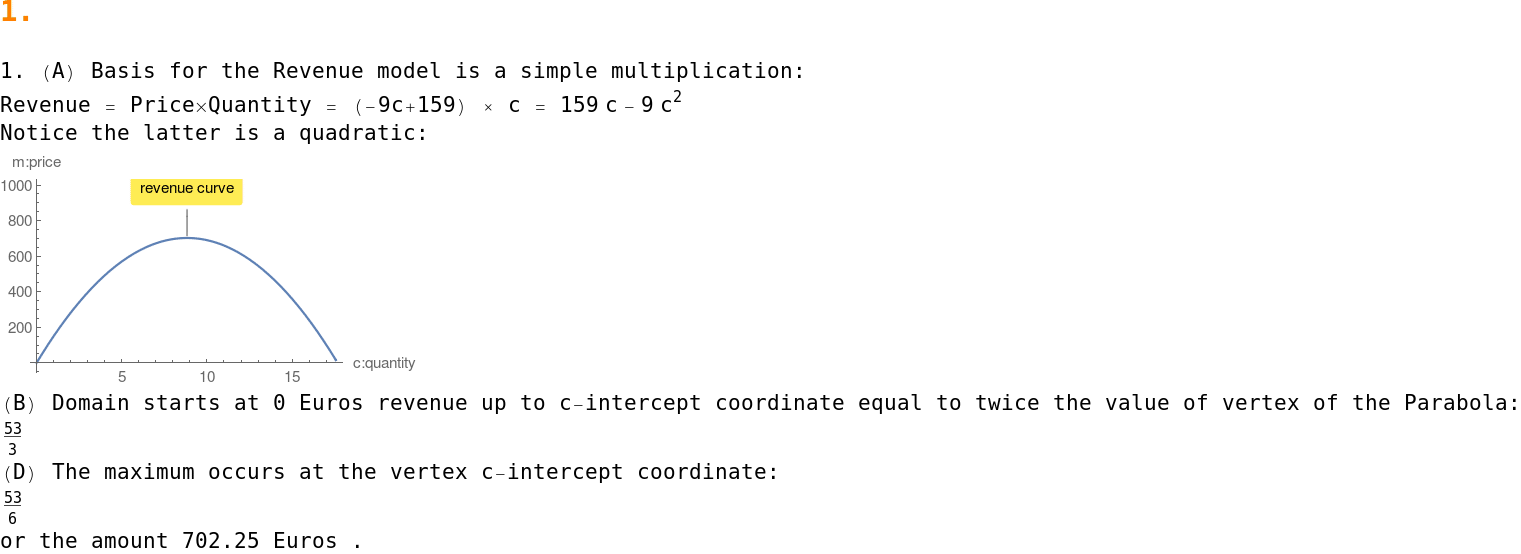 1.
1. (A) Basis for the Revenue model is a simple multiplication:
Revenue = Price×Quantity = (-9c+159) × c = 159 c - 9 c²
Notice the latter is a quadratic:
m:price
1000
revenue curve
800
600
400
200
c:quantity
5 10 15
(B) Domain starts at 0 Euros revenue up to c-intercept coordinate equal to twice the value of vertex of the Parabola:
53
3
(D) The maximum occurs at the vertex c-intercept coordinate:
53
6
or the amount 702.25 Euros .